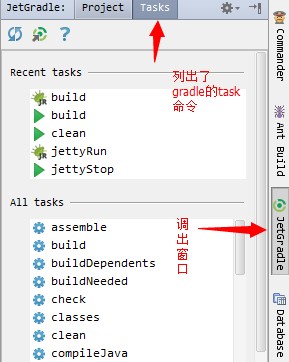 JetGradle: Project Tasks
Recent tasks
build
build
clean
jettyRun
jettyStop
列出了
gradle的task
命令
All tasks
assemble
build
buildDependents
buildNeeded
check
classes
clean
compileJava
调出窗口
Commander
Ant Build
JetGradle
Database